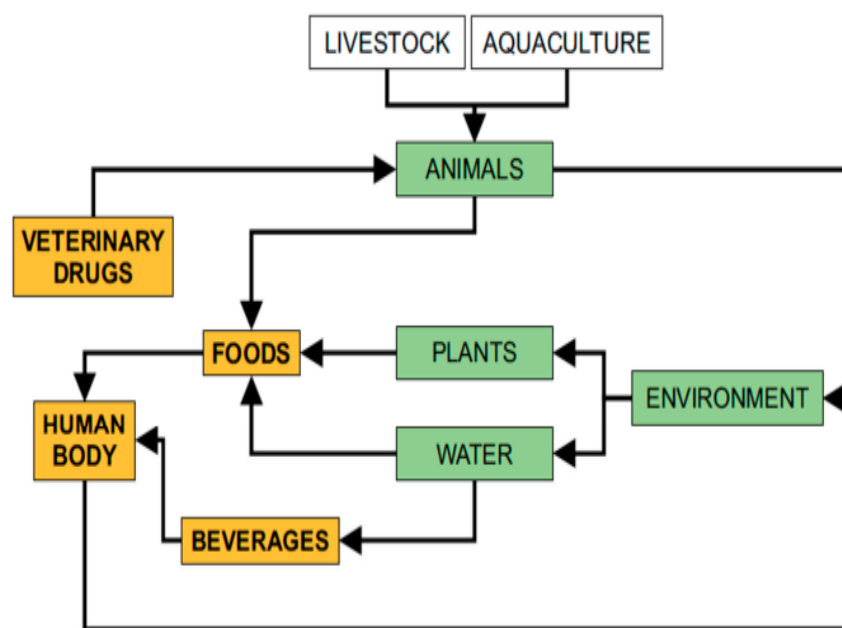 LIVESTOCK
AQUACULTURE
ANIMALS
VETERINARY
DRUGS
FOODS
PLANTS
ENVIRONMENT
HUMAN
BODY
WATER
BEVERAGES